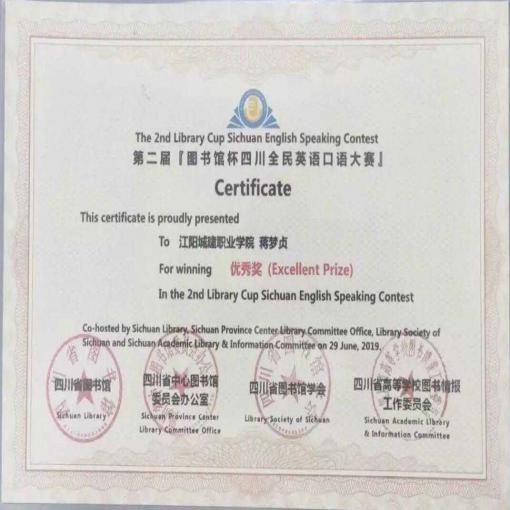 The 2nd Library Cup Sichuan English Speaking Contest
第二届『图书馆杯四川全民英语口语大赛』
Certificate
This certificate is proudly presented
To 江阳城建职业学院 蒋梦贞
For winning 优秀奖 (Excellent Prize)
In the 2nd Library Cup Sichuan English Speaking Contest
Co-hosted by Sichuan Library, Sichuan Province Center Library Committee Office, Library Society of
Sichuan and Sichuan Academic Library & Information Committee on 29 June, 2019.
四川省图书馆
Sichuan Library
四川省中心图书馆
委员会办公室
Sichuan Province Center
Library Committee Office
四川省图书馆学会
Library Society of Sichuan
四川省高等学校图书情报
工作委员会
Sichuan Academic Library
& Information Committee